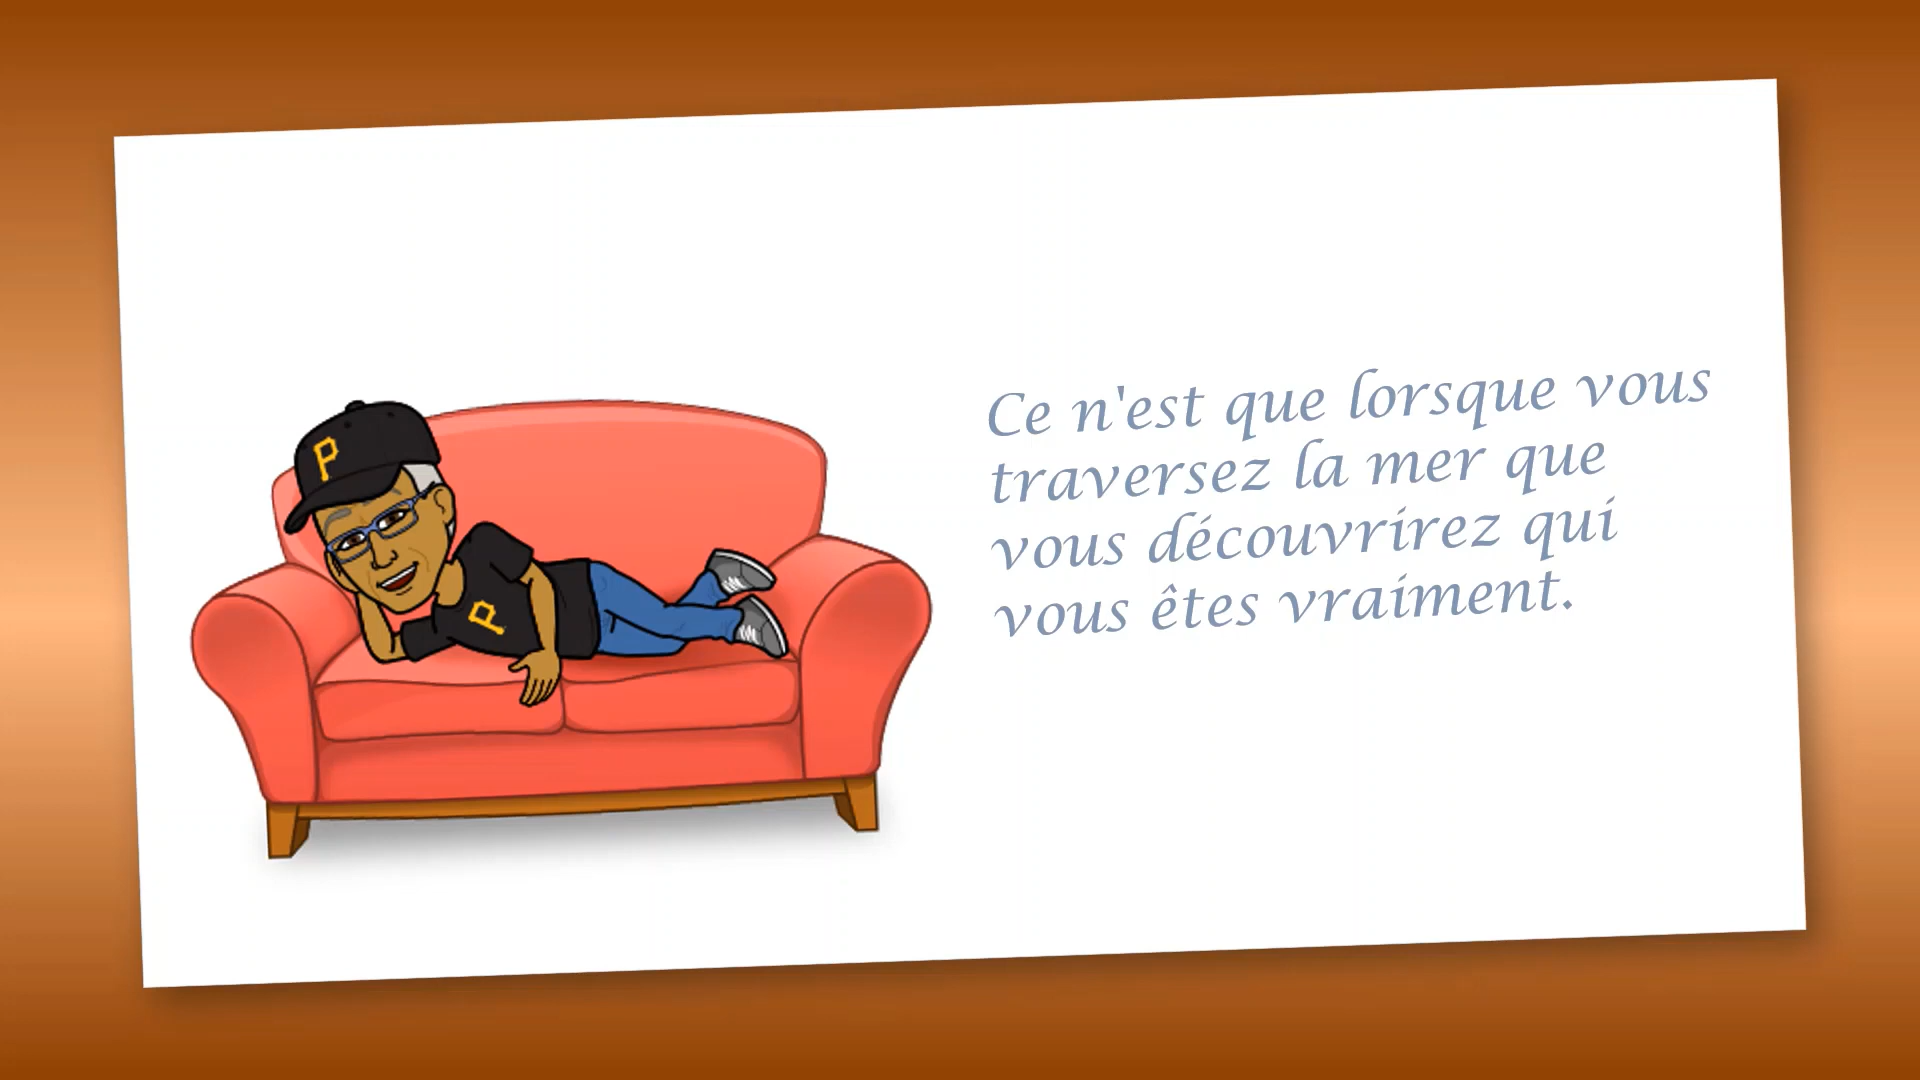 P
P
Ce n'est que lorsque vous
traversez la mer que
vous découvrirez qui
vous êtes vraiment.